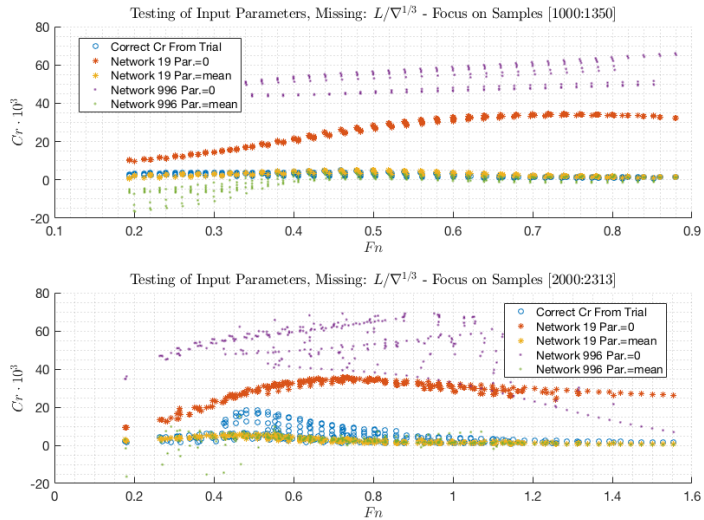 Testing of Input Parameters, Missing: L/∇^{1/3} - Focus on Samples [1000:1350]
80
60
40
20
0
-20
Cr · 10^3
Correct Cr From Trial
Network 19 Par.=0
Network 19 Par.=mean
Network 996 Par.=0
Network 996 Par.=mean
0.1
0.2
0.3
0.4
0.5
0.6
0.7
0.8
0.9
Fn
Testing of Input Parameters, Missing: L/∇^{1/3} - Focus on Samples [2000:2313]
80
60
40
20
0
-20
Cr · 10^3
Correct Cr From Trial
Network 19 Par.=0
Network 19 Par.=mean
Network 996 Par.=0
Network 996 Par.=mean
0
0.2
0.4
0.6
0.8
1
1.2
1.4
1.6
Fn